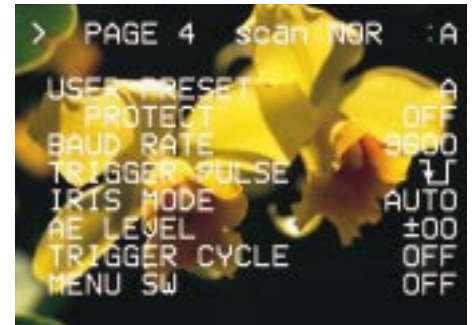 > PAGE 4 scan NOR :A
USER PRESET A
PROTECT OFF
BAUD RATE 9600
TRIGGER PULSE
IRIS MODE AUTO
AE LEVEL ±00
TRIGGER CYCLE OFF
MENU SW OFF